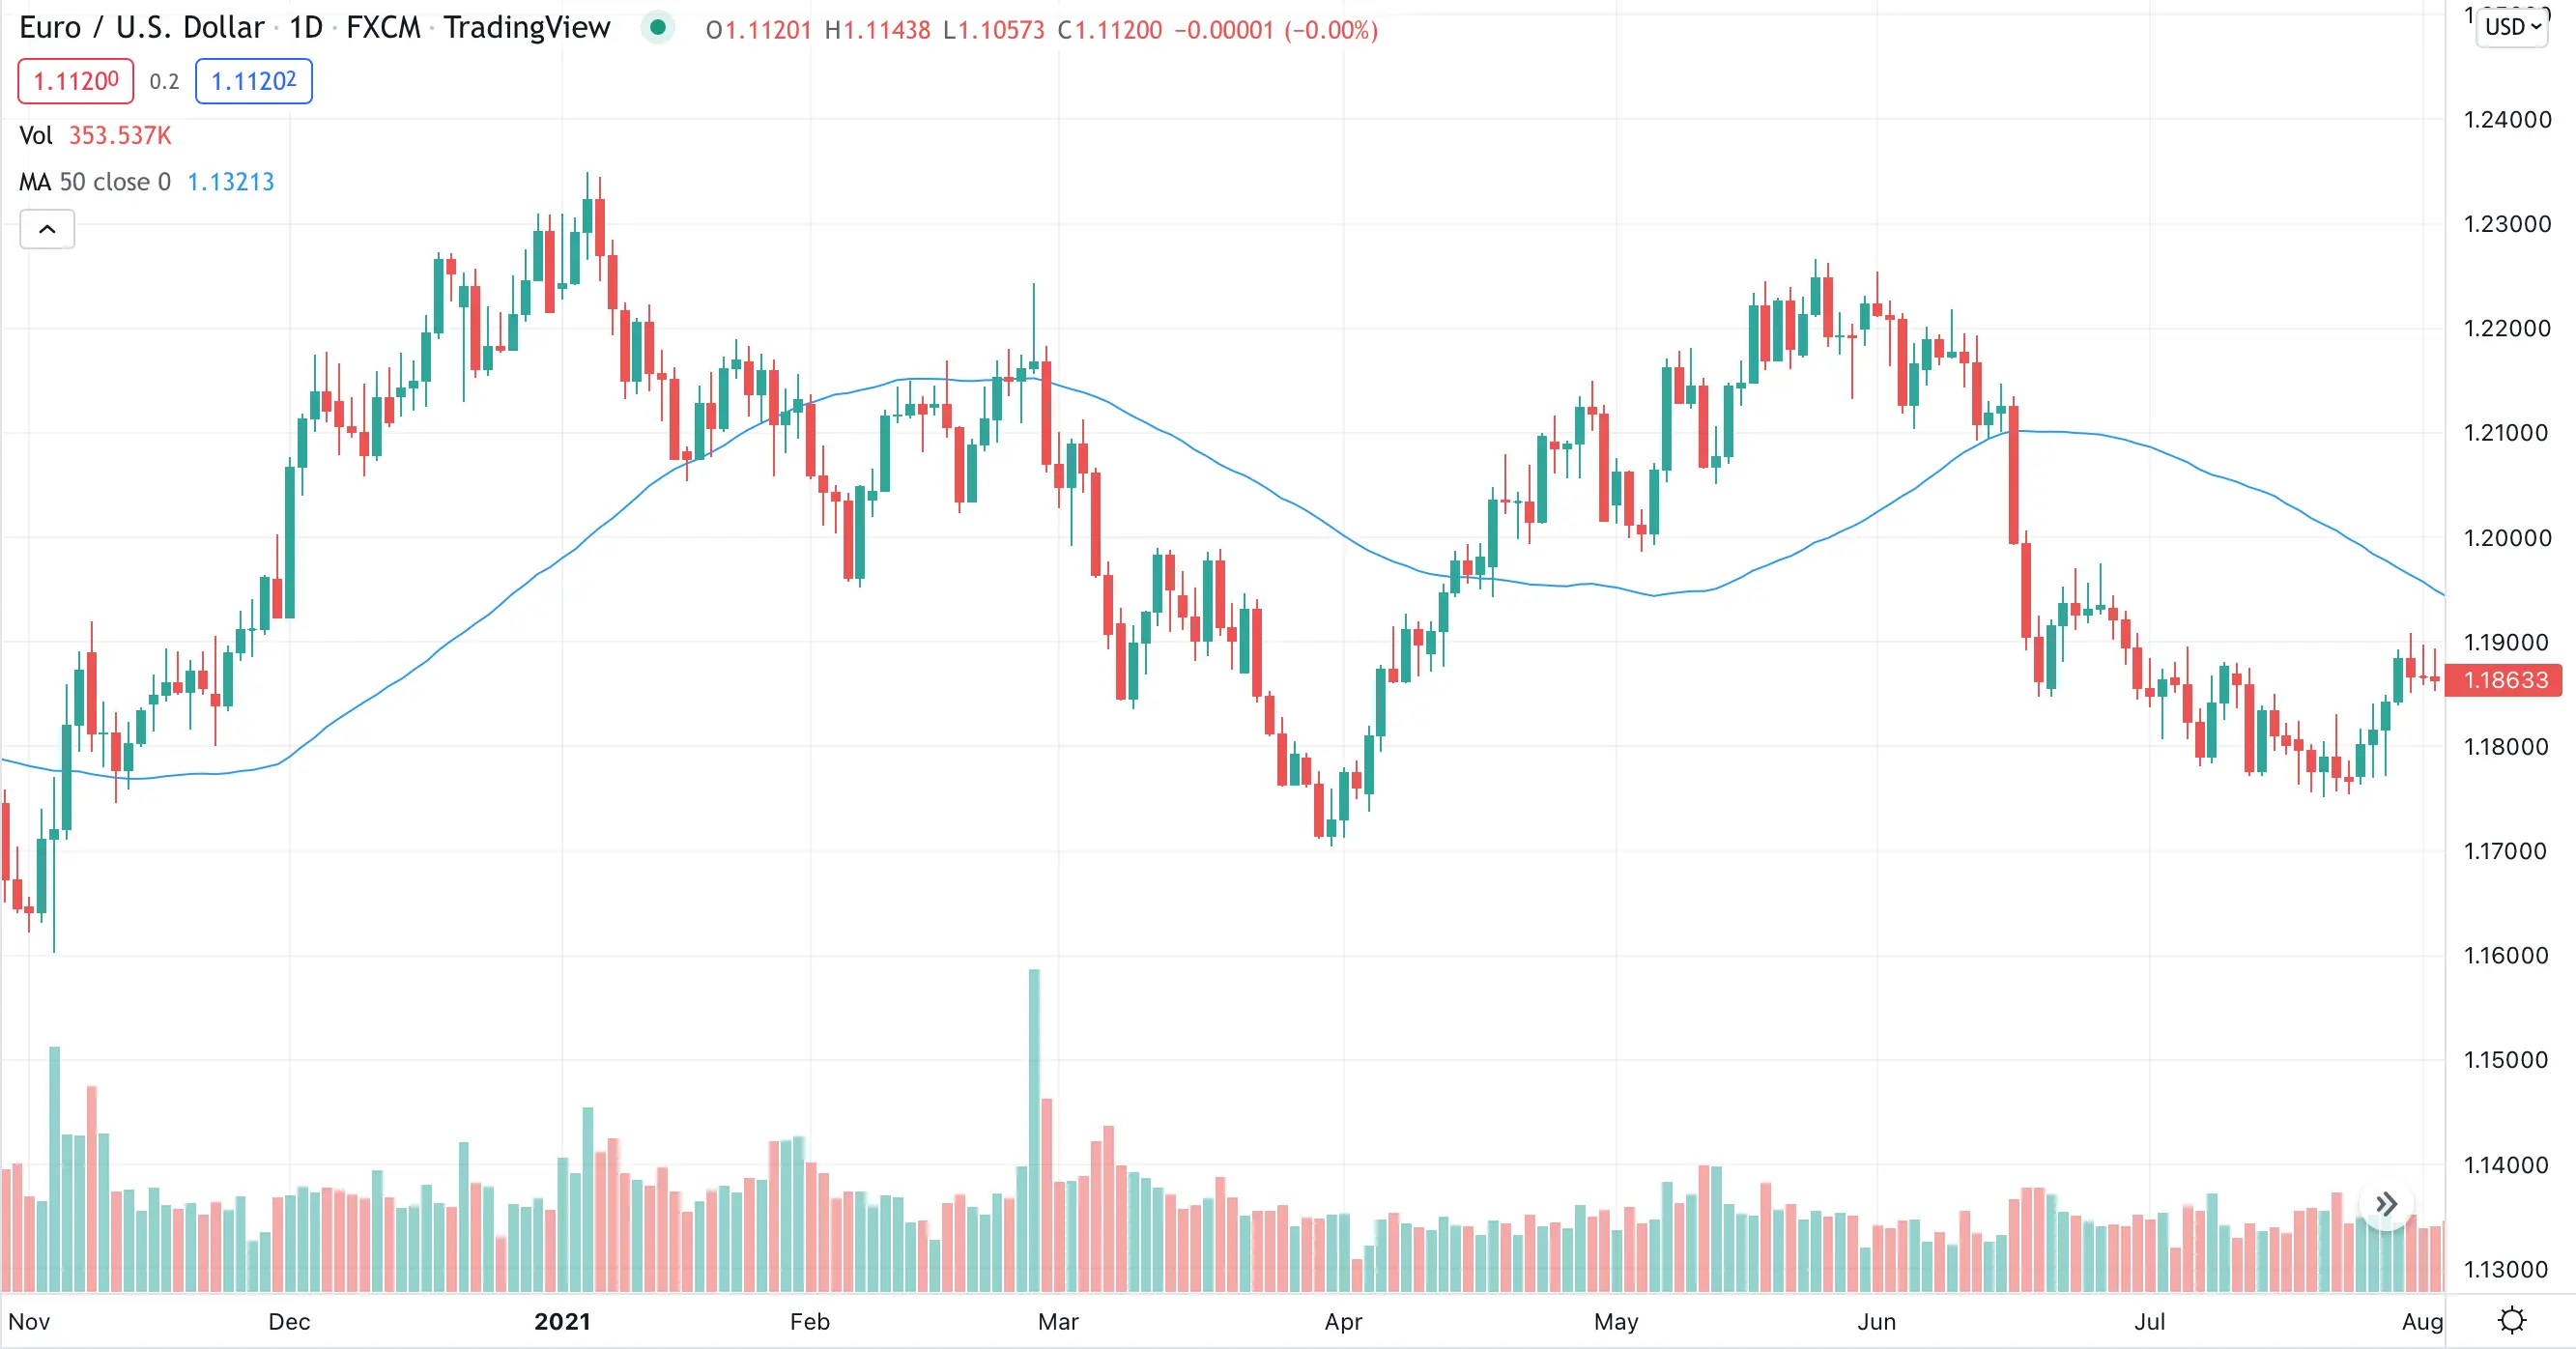 Euro / U.S. Dollar · 1D · FXCM · TradingView O1.11201 H1.11438 L1.10573 C1.11200 −0.00001 (−0.00%)
USD
1.11200 0.2 1.11202
Vol 353.537K
MA 50 close 0 1.13213
1.24000
1.23000
1.22000
1.21000
1.20000
1.19000
1.18633
1.18000
1.17000
1.16000
1.15000
1.14000
1.13000
Nov Dec 2021 Feb Mar Apr May Jun Jul Aug